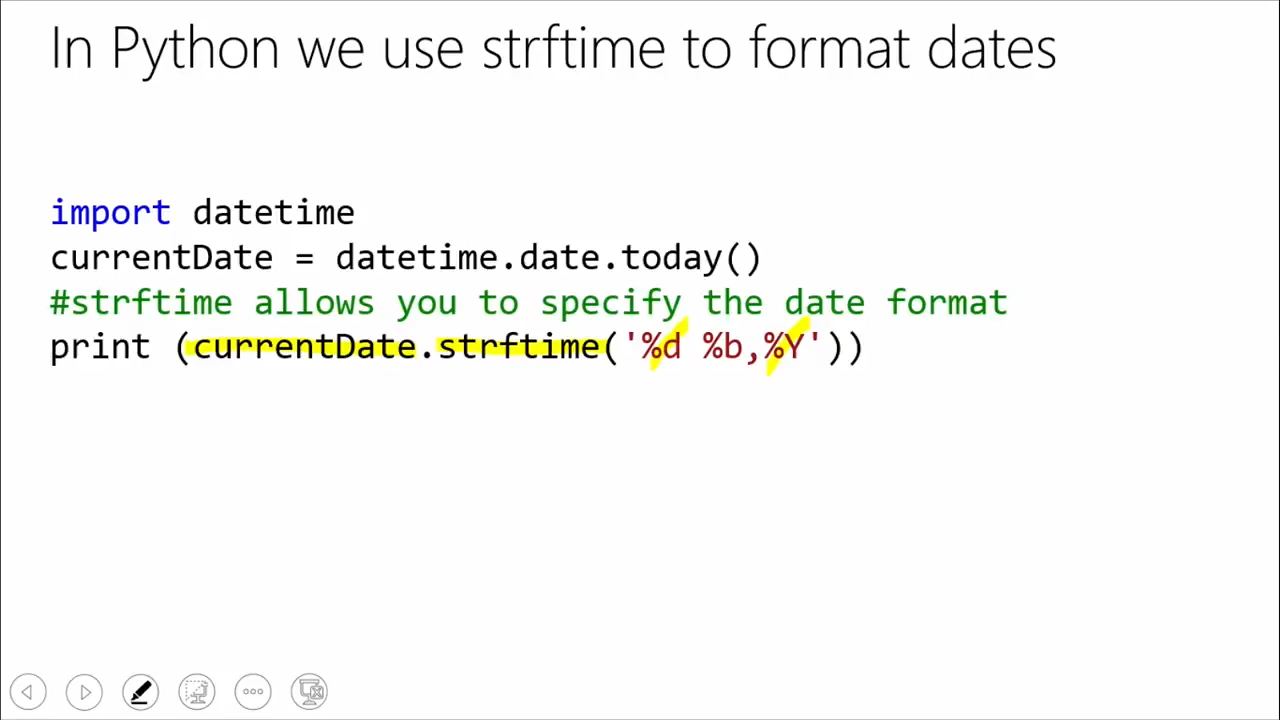 In Python we use strftime to format dates
import datetime
currentDate = datetime.date.today()
#strftime allows you to specify the date format
print (currentDate.strftime('%d %b,%Y'))